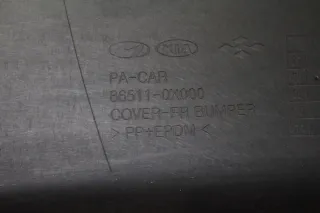 PA-CAR
86511-0X000
COVER-FR BUMPER
> PP+EPDM <